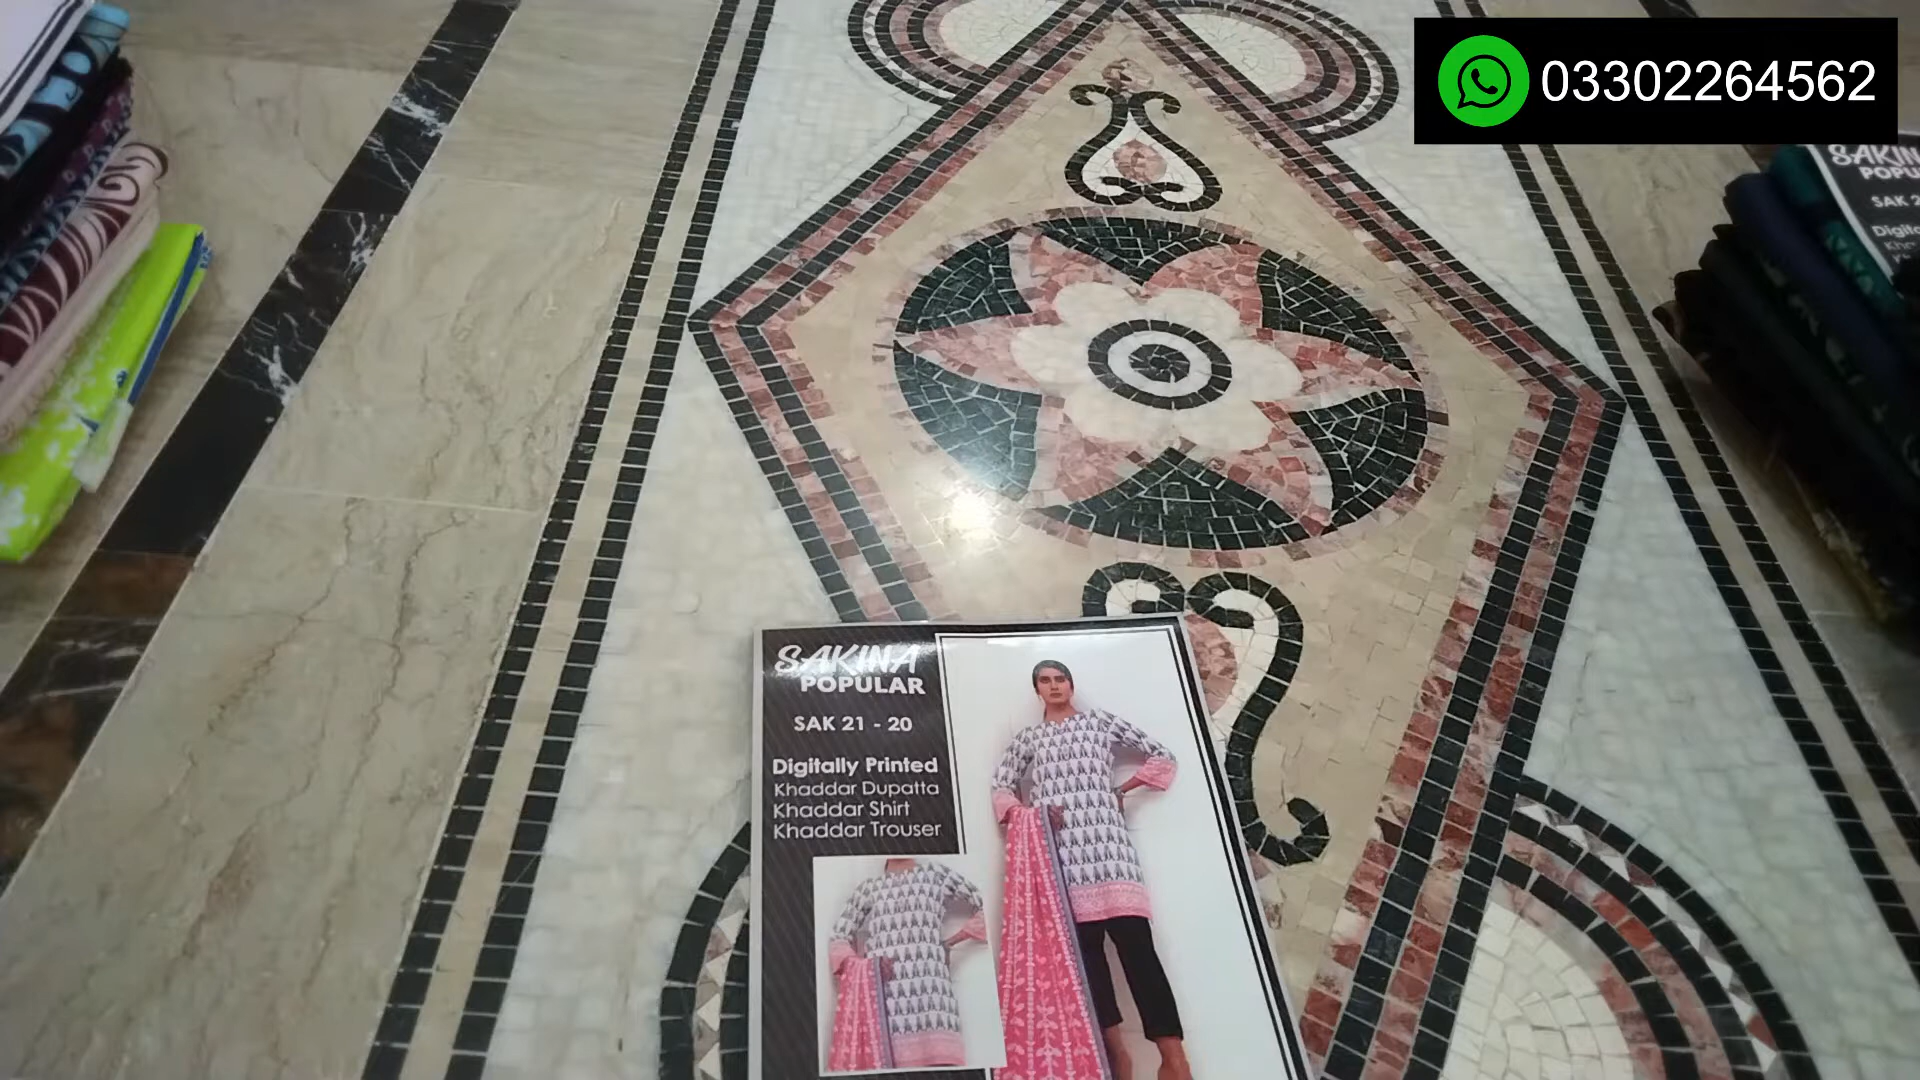 03302264562
SAKINA
POPULAR
SAK 21 - 20
Digitally Printed
Khaddar Dupatta
Khaddar Shirt
Khaddar Trouser